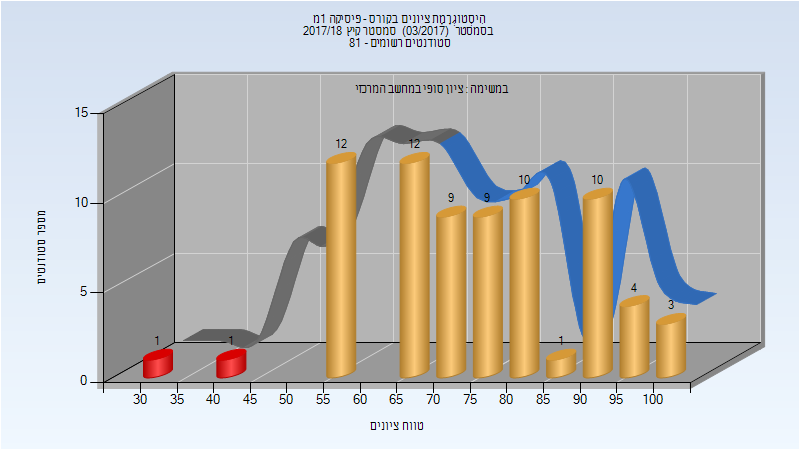 היסטוגרמת ציונים בקורס - פיסיקה 1מ
בסמסטר (03/2017) סמסטר קיץ 2017/18
סטודנטים רשומים - 81
במשימה : ציון סופי במחשב המרכזי
מספר סטודנטים
15
10
5
0
1 1 12 12 9 9 10 1 10 4 3
30 35 40 45 50 55 60 65 70 75 80 85 90 95 100
טווח ציונים